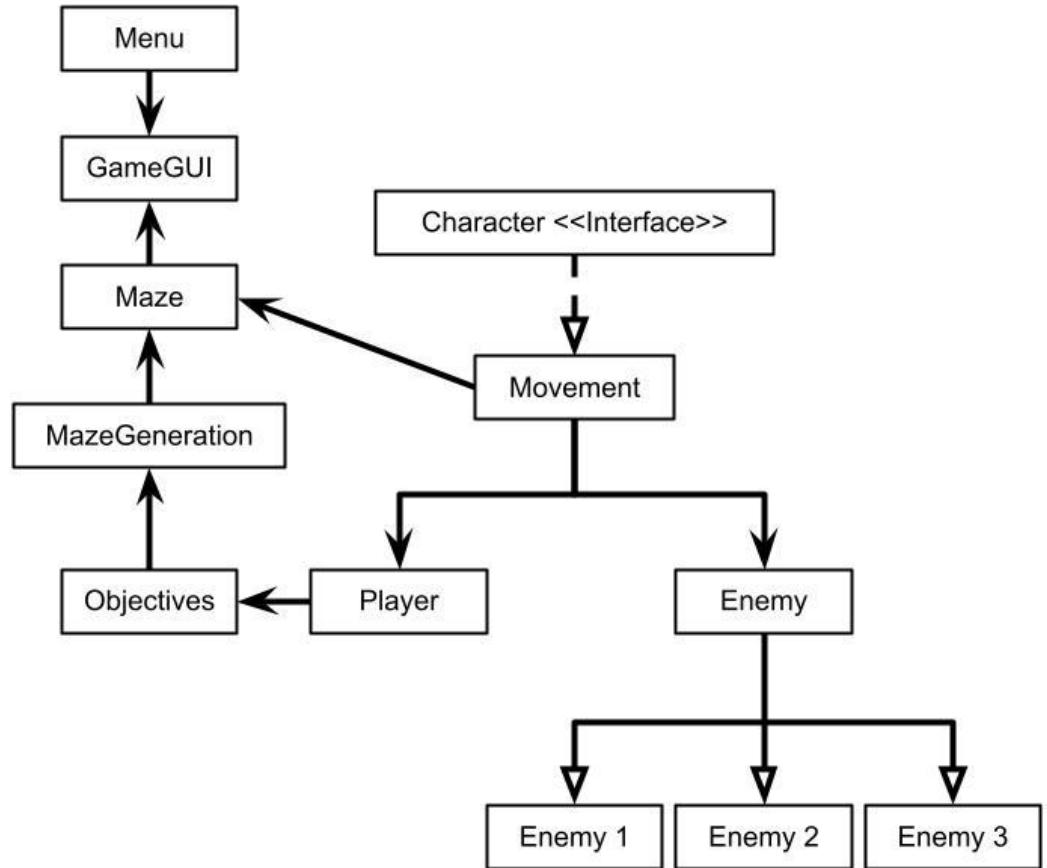 Menu
GameGUI
Character <<Interface>>
Maze
Movement
MazeGeneration
Objectives
Player
Enemy
Enemy 1
Enemy 2
Enemy 3